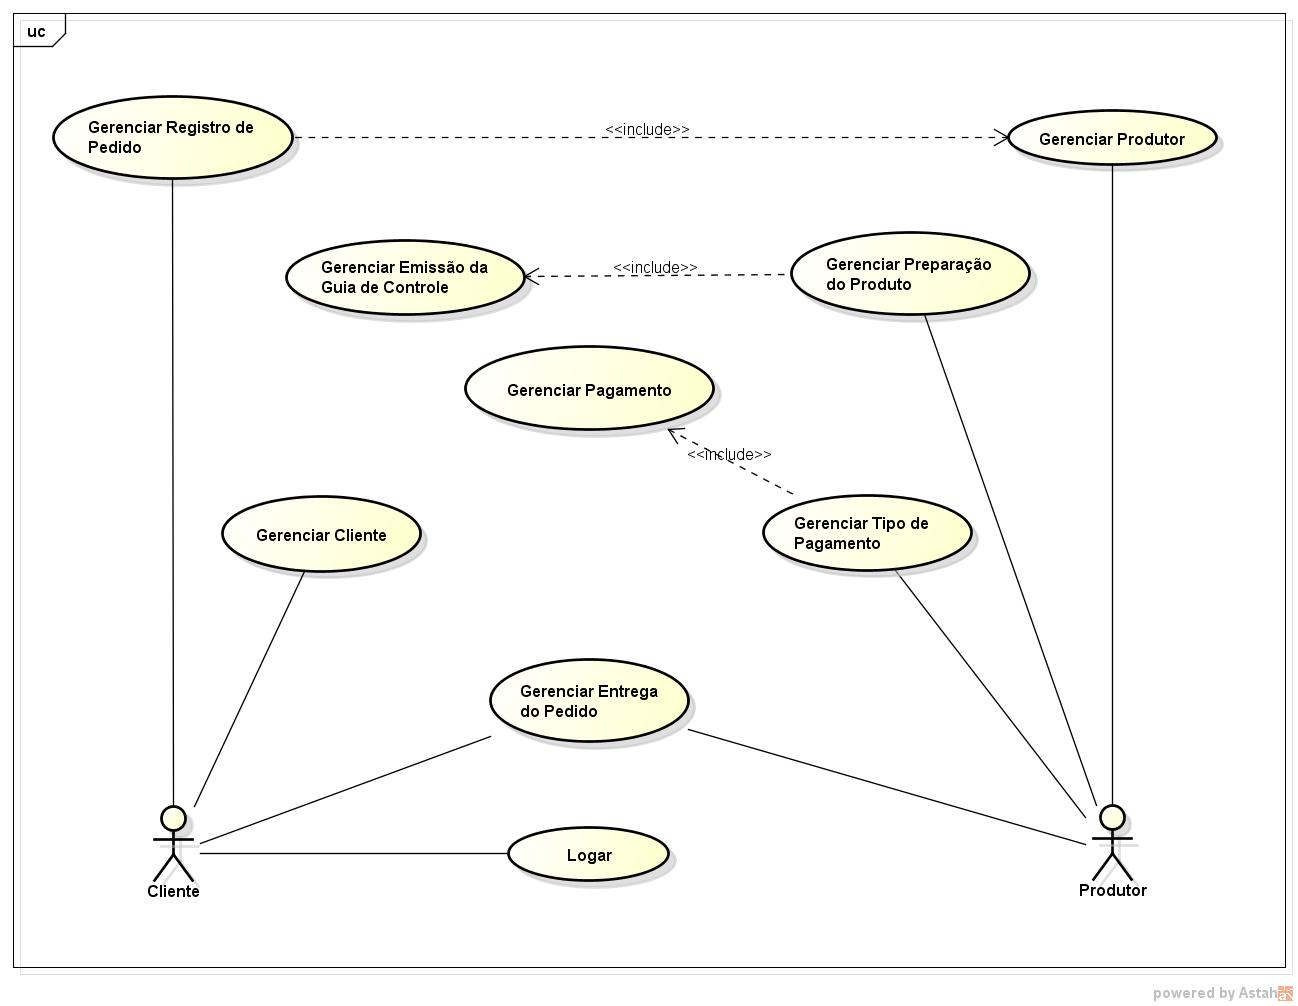 uc
Gerenciar Registro de
Pedido
<<include>>
Gerenciar Produtor
Gerenciar Emissão da
Guia de Controle
<<include>>
Gerenciar Preparação
do Produto
Gerenciar Pagamento
<<include>>
Gerenciar Cliente
Gerenciar Tipo de
Pagamento
Gerenciar Entrega
do Pedido
Logar
Cliente
Produtor
powered by Astah